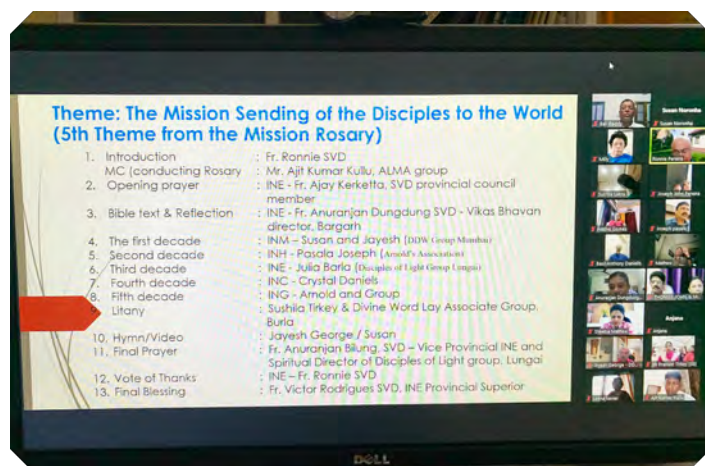 Theme: The Mission Sending of the Disciples to the World
(5th Theme from the Mission Rosary)
1. Introduction : Fr. Ronnie SVD
MC (conducting Rosary : Mr. Ajit Kumar Kullu, ALMA group
2. Opening prayer : INE - Fr. Ajay Kerketta, SVD provincial council
member
3. Bible text & Reflection : INE - Fr. Anuranjan Dungdung SVD - Vikas Bhavan
director, Bargarh
4. The first decade : INM – Susan and Jayesh (DDW Group Mumbai)
5. Second decade : INH - Pasala Joseph (Arnold's Association)
6. Third decade : INE - Julia Barla (Disciples of Light Group Lungai)
7. Fourth decade : INC - Crystal Daniels
8. Fifth decade : ING - Arnold and Group
9. Litany : Sushila Tirkey & Divine Word Lay Associate Group,
Burla
10. Hymn/Video : Jayesh George / Susan
11. Final Prayer : Fr. Anuranjan Bilung, SVD – Vice Provincial INE and
Spiritual Director of Disciples of Light group, Lungai
12. Vote of Thanks : INE – Fr. Ronnie SVD
13. Final Blessing : Fr. Victor Rodrigues SVD, INE Provincial Superior
Susan Noronha
Susan Noronha
Anjana
DELL